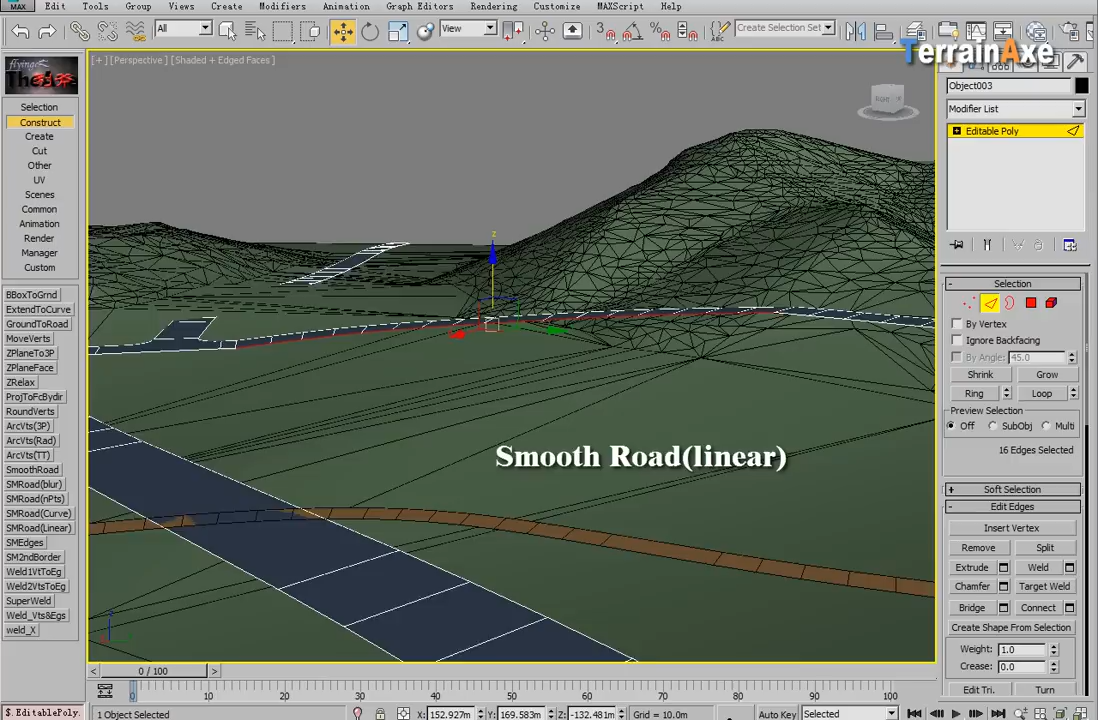 MAX Edit Tools Group Views Create Modifiers Animation Graph Editors Rendering Customize MAXScript Help
All View Create Selection Set
TerrainAxe
[+] [Perspective] [Shaded + Edged Faces]
Selection
Construct
Create
Cut
Other
UV
Scenes
Common
Animation
Render
Manager
Custom
BBoxToGrnd
ExtendToCurve
GroundToRoad
MoveVerts
ZPlaneTo3P
ZPlaneFace
ZRelax
ProjToFcBydir
RoundVerts
ArcVts(3P)
ArcVts(Rad)
ArcVts(TT)
SmoothRoad
SMRoad(blur)
SMRoad(nPts)
SMRoad(Curve)
SMRoad(Linear)
SMEdges
SM2ndBorder
Weld1VtToEg
Weld2VtsToEg
SuperWeld
Weld_Vts&Egs
weld_X
z
Smooth Road(linear)
Object003
Modifier List
Editable Poly
Selection
By Vertex
Ignore Backfacing
By Angle: 45.0
Shrink Grow
Ring Loop
Preview Selection
Off SubObj Multi
16 Edges Selected
Soft Selection
Edit Edges
Insert Vertex
Remove Split
Extrude Weld
Chamfer Target Weld
Bridge Connect
Create Shape From Selection
Weight: 1.0
Crease: 0.0
Edit Tri. Turn
< 0 / 100 >
0 10 20 30 40 50 60 70 80 90 100
$.EditablePoly. 1 Object Selected X: 152.927m Y: 169.583m Z: -132.481m Grid = 10.0m Auto Key Selected